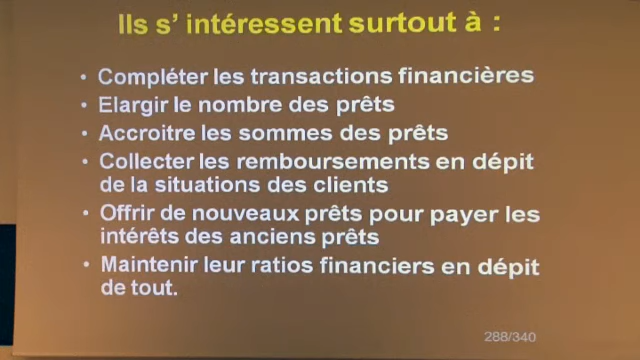 Ils s' intéressent surtout à :
• Compléter les transactions financières
• Elargir le nombre des prêts
• Accroitre les sommes des prêts
• Collecter les remboursements en dépit
de la situations des clients
• Offrir de nouveaux prêts pour payer les
intérêts des anciens prêts
• Maintenir leur ratios financiers en dépit
de tout.
288/340